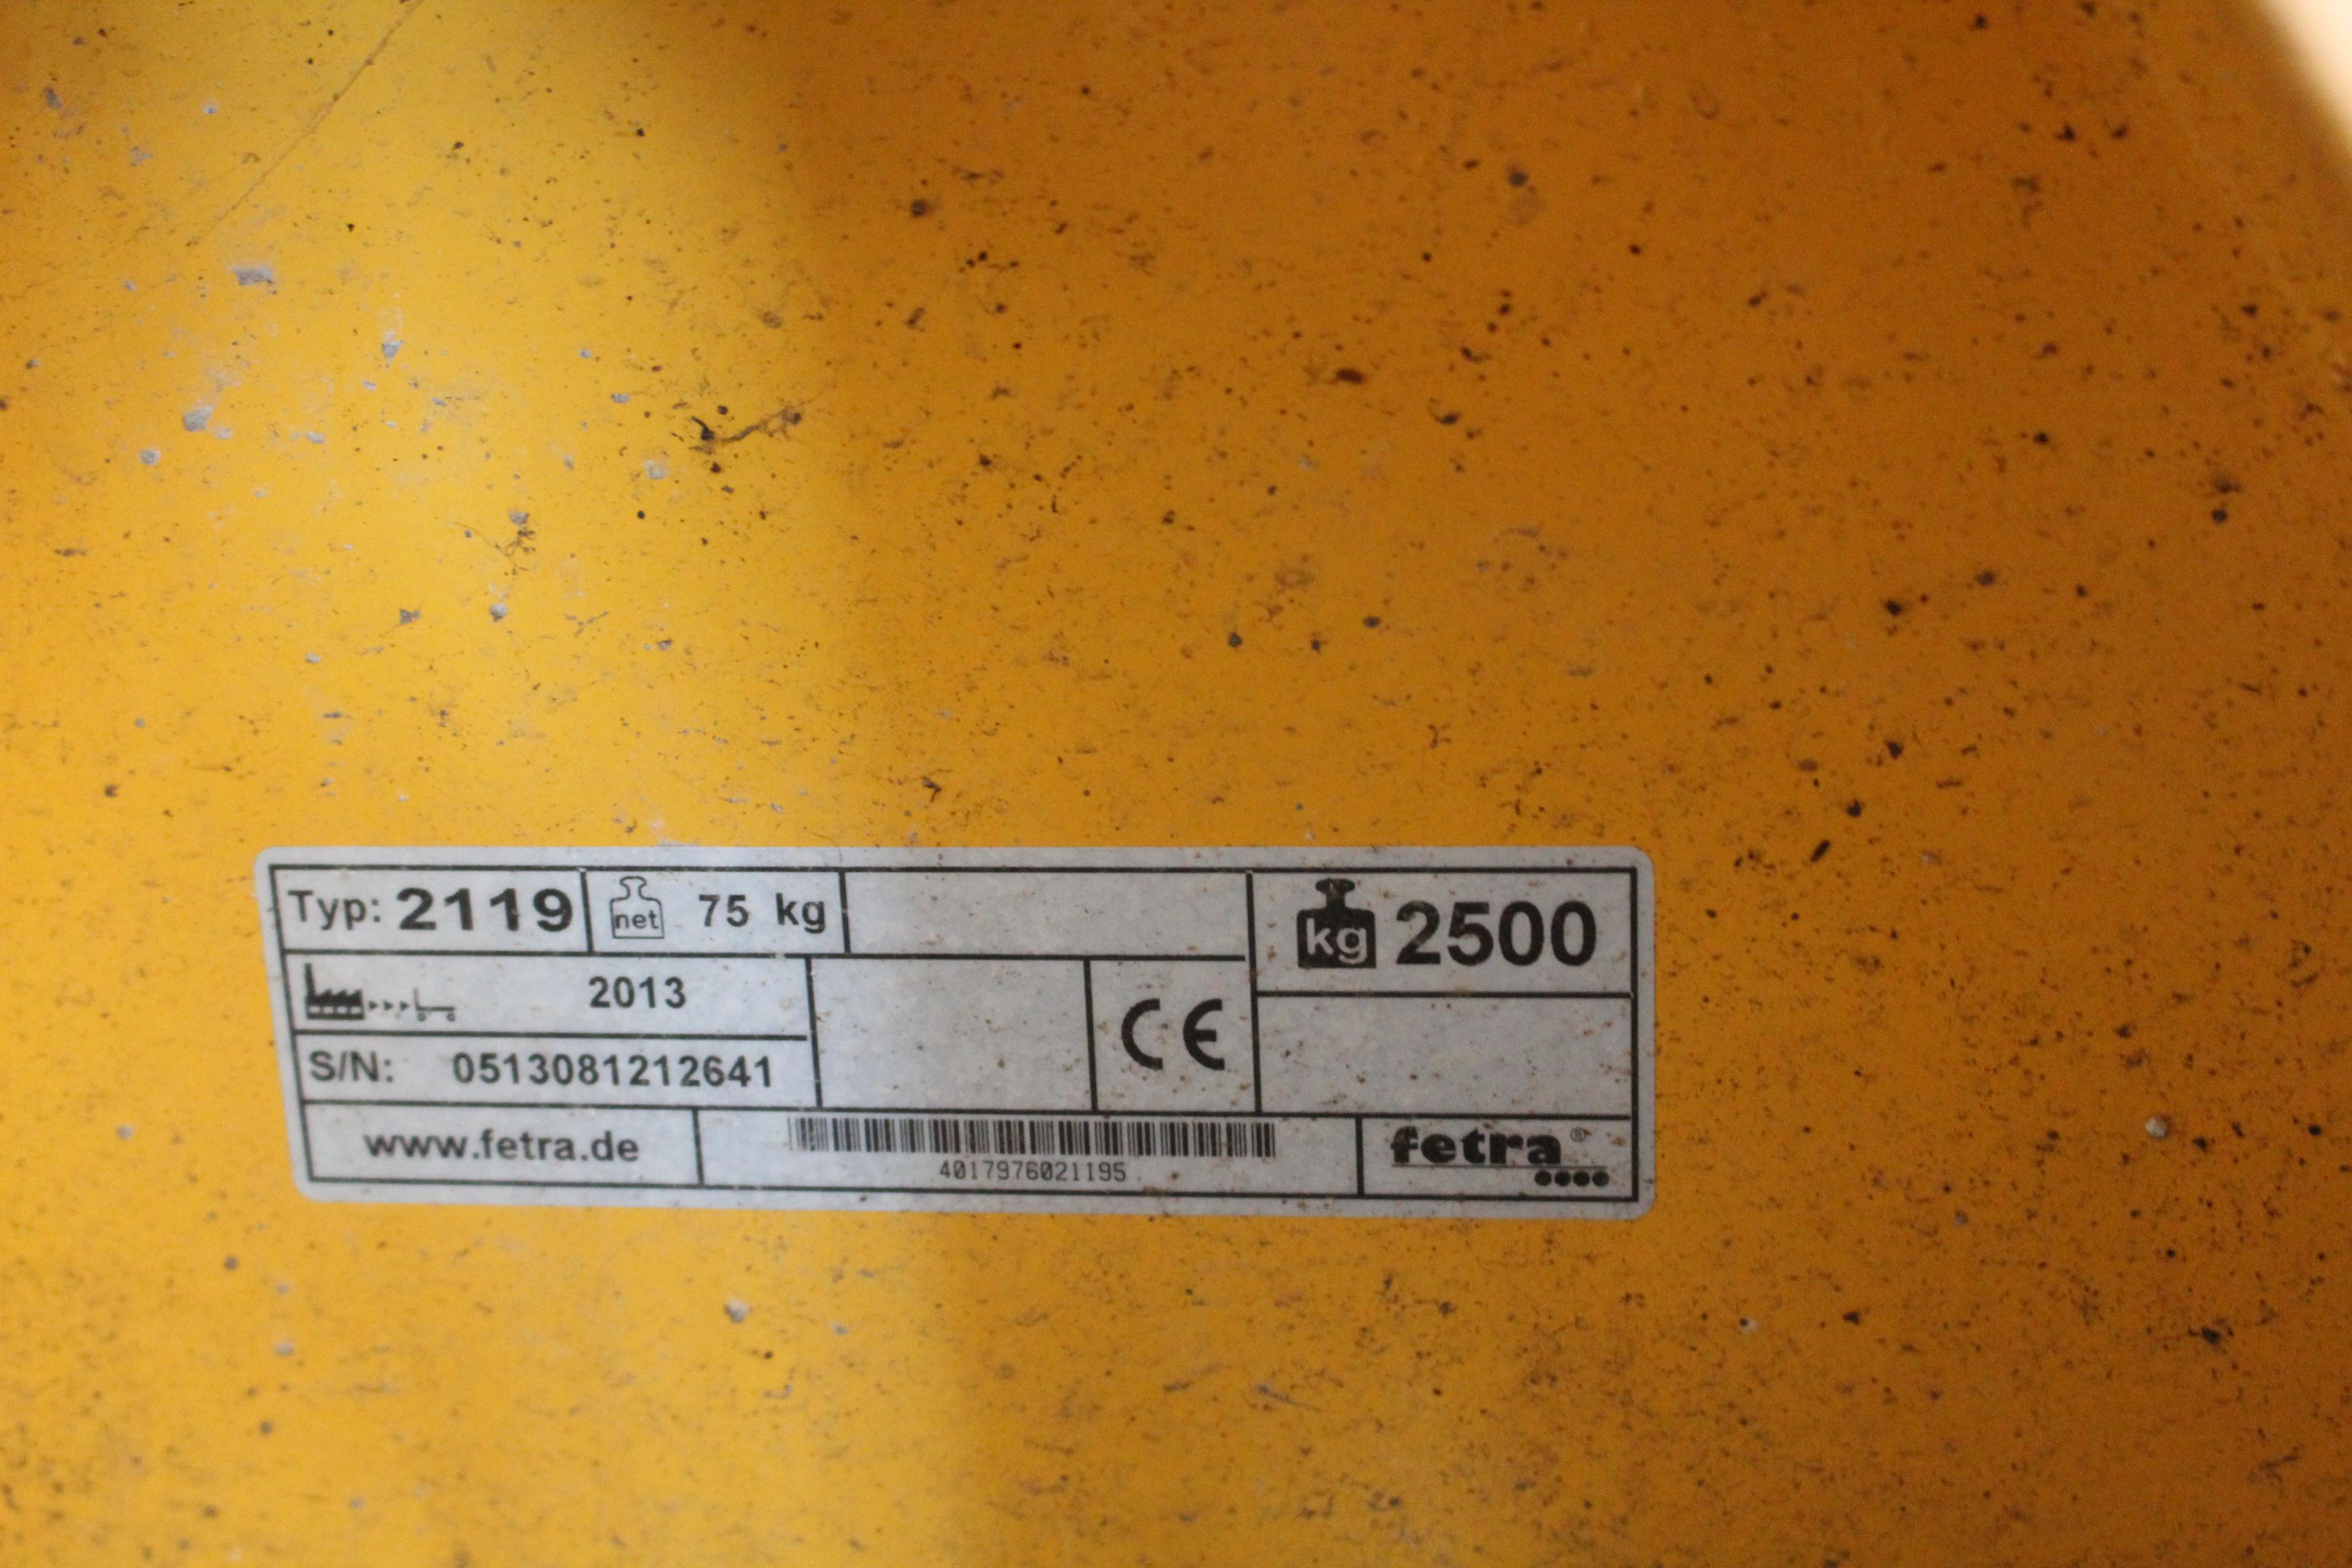 Typ: 2119 net 75 kg kg 2500
2013
S/N: 0513081212641 CE
www.fetra.de 4017976021195 fetra®